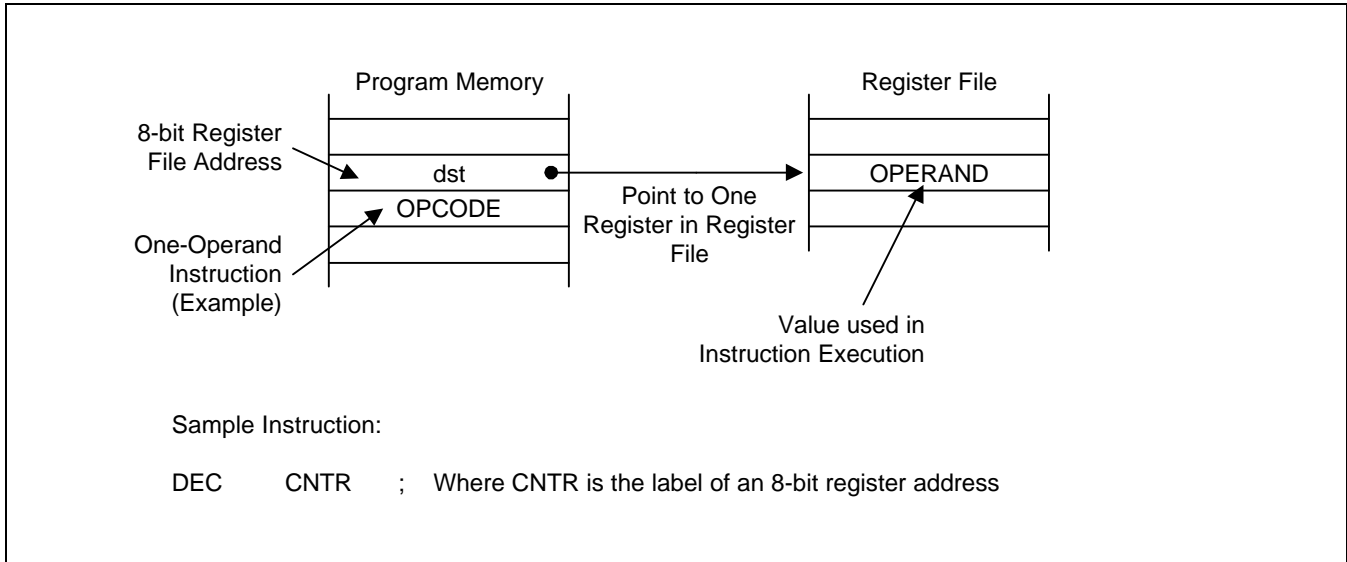 Program Memory
Register File
8-bit Register
File Address
dst
OPERAND
OPCODE
Point to One
Register in Register
File
One-Operand
Instruction
(Example)
Value used in
Instruction Execution
Sample Instruction:
DEC CNTR ; Where CNTR is the label of an 8-bit register address